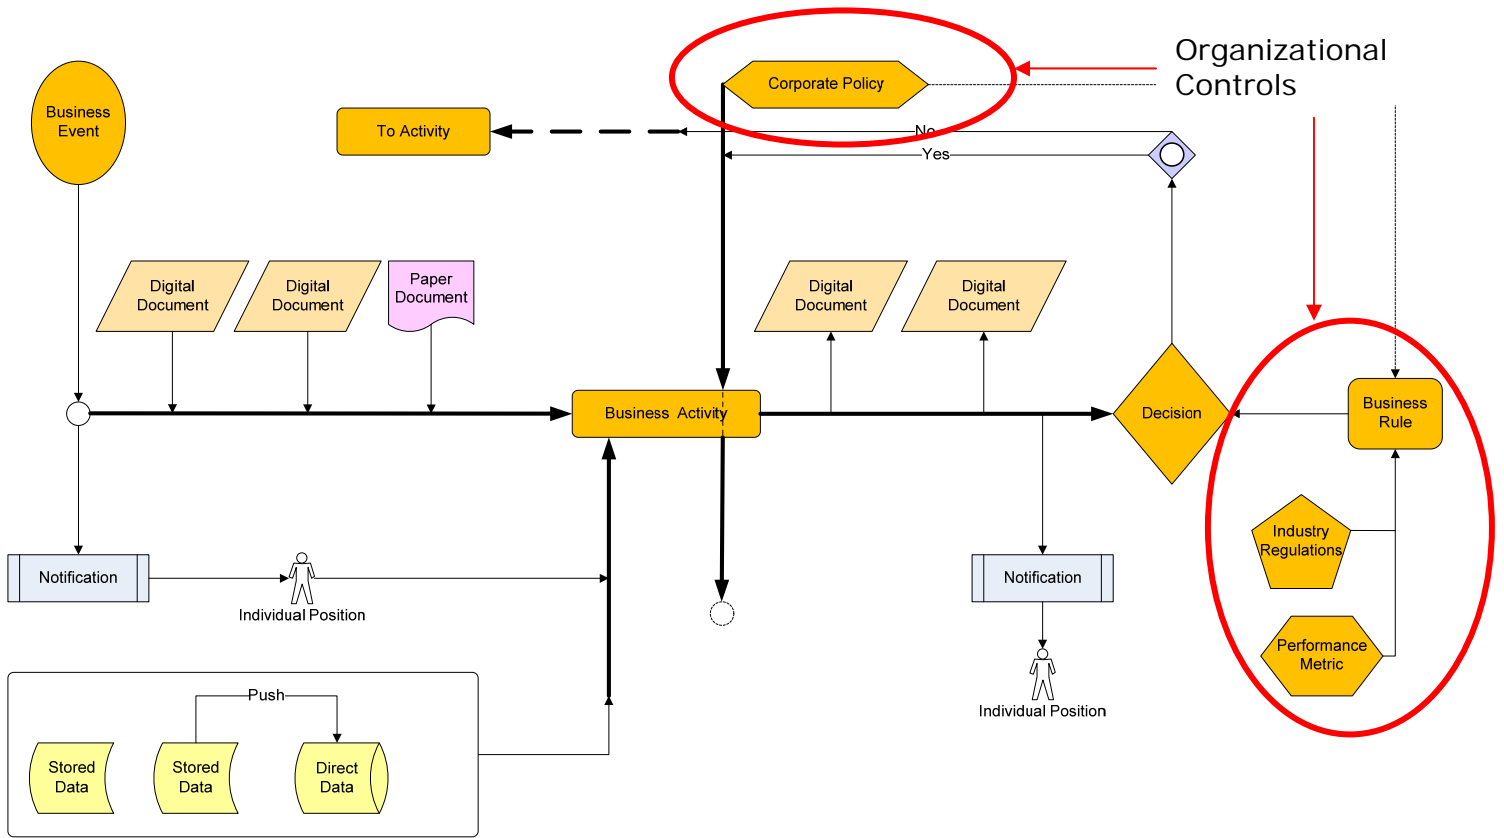 Organizational
Controls
Corporate Policy
Business
Event
To Activity
No
Yes
Digital
Document
Digital
Document
Paper
Document
Digital
Document
Digital
Document
Business Activity
Decision
Business
Rule
Industry
Regulations
Notification
Individual Position
Notification
Performance
Metric
Individual Position
Push
Stored
Data
Stored
Data
Direct
Data